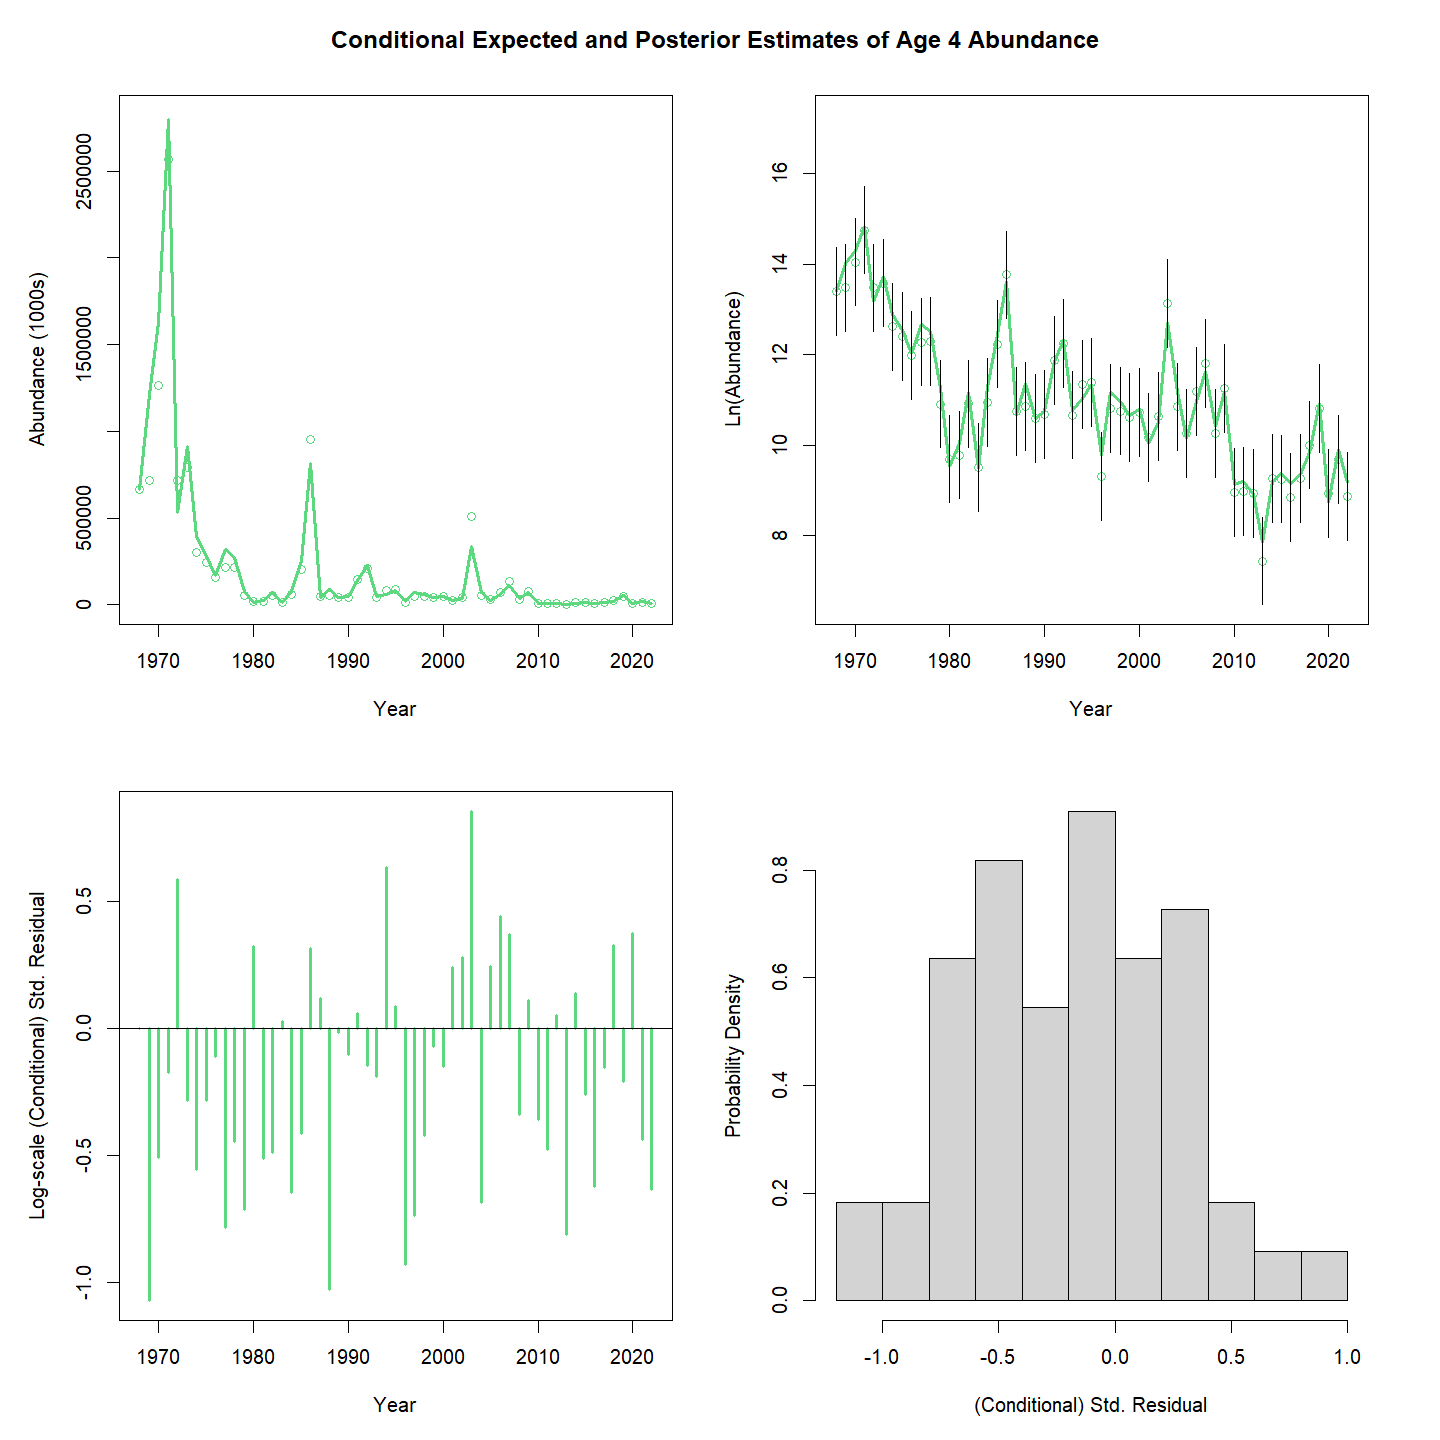 Conditional Expected and Posterior Estimates of Age 4 Abundance
Abundance (1000s)
2500000
1500000
500000
0
1970 1980 1990 2000 2010 2020
Year
Ln(Abundance)
16
14
12
10
8
1970 1980 1990 2000 2010 2020
Year
Log-scale (Conditional) Std. Residual
0.5
0.0
-0.5
-1.0
1970 1980 1990 2000 2010 2020
Year
Probability Density
0.8
0.6
0.4
0.2
0.0
-1.0 -0.5 0.0 0.5 1.0
(Conditional) Std. Residual